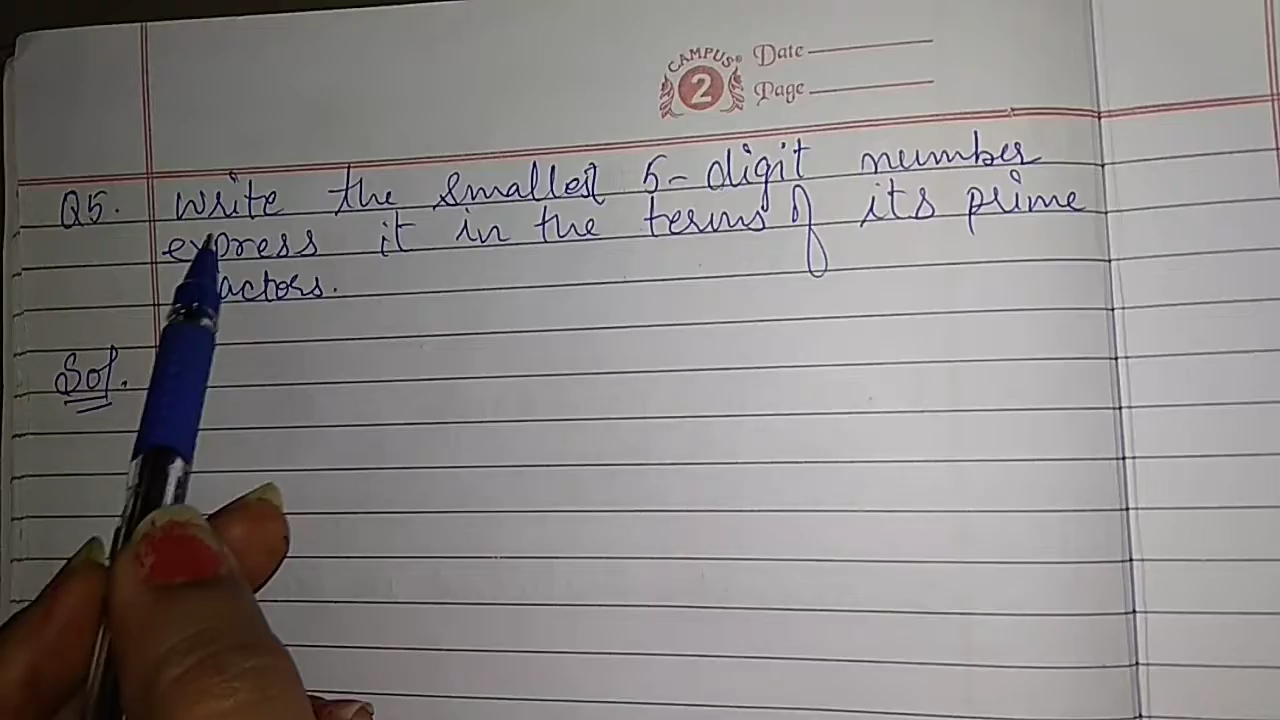 CAMPUS
2
Date
Page
Q5. Write the smallest 5-digit number
express it in the terms of its prime
actors.
Sol.